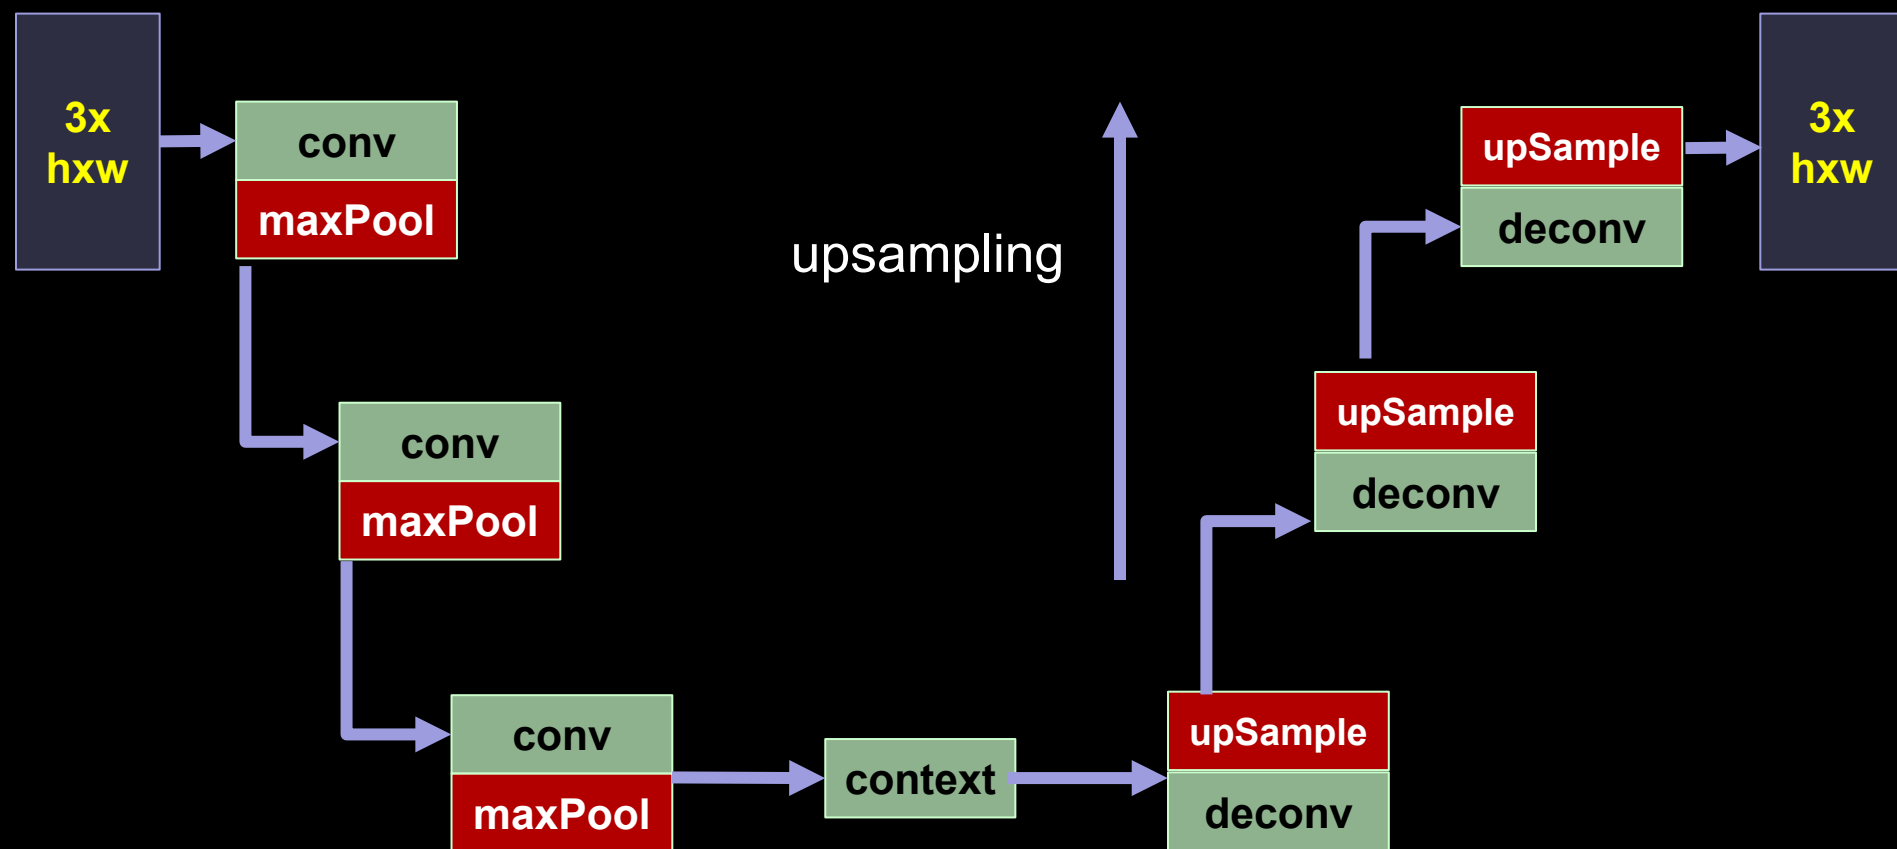 3x
hxw
conv
maxPool
conv
maxPool
conv
maxPool
context
upsampling
upSample
deconv
upSample
deconv
upSample
deconv
3x
hxw